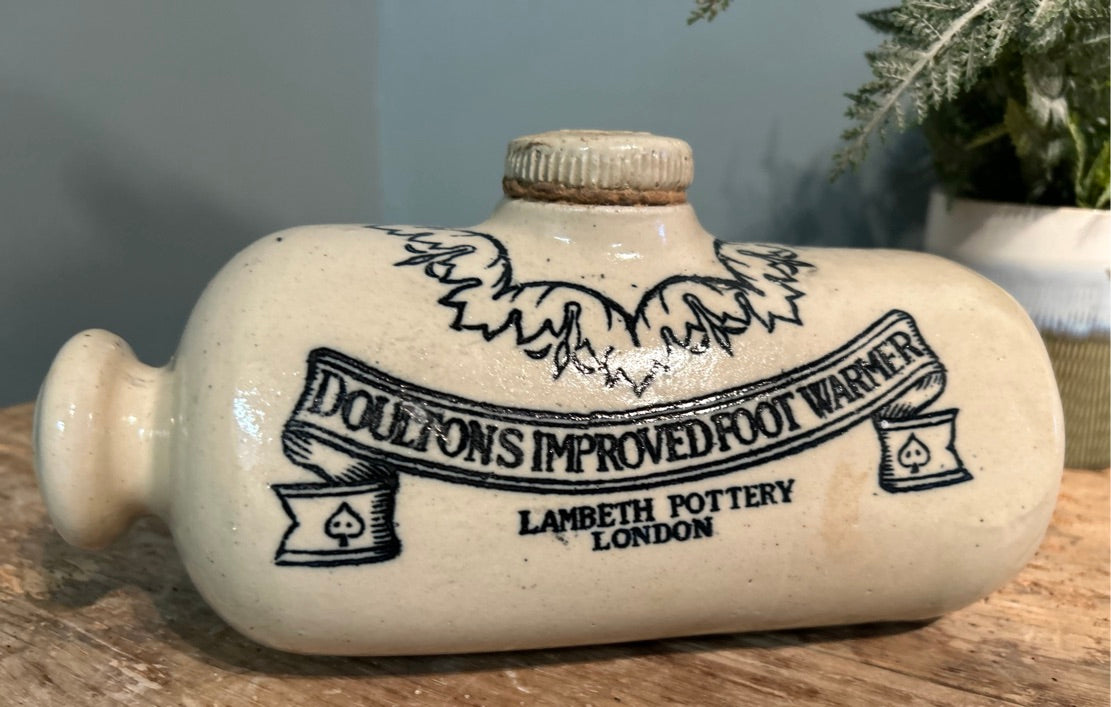 DOULTONS IMPROVED FOOT WARMER
LAMBETH POTTERY
LONDON